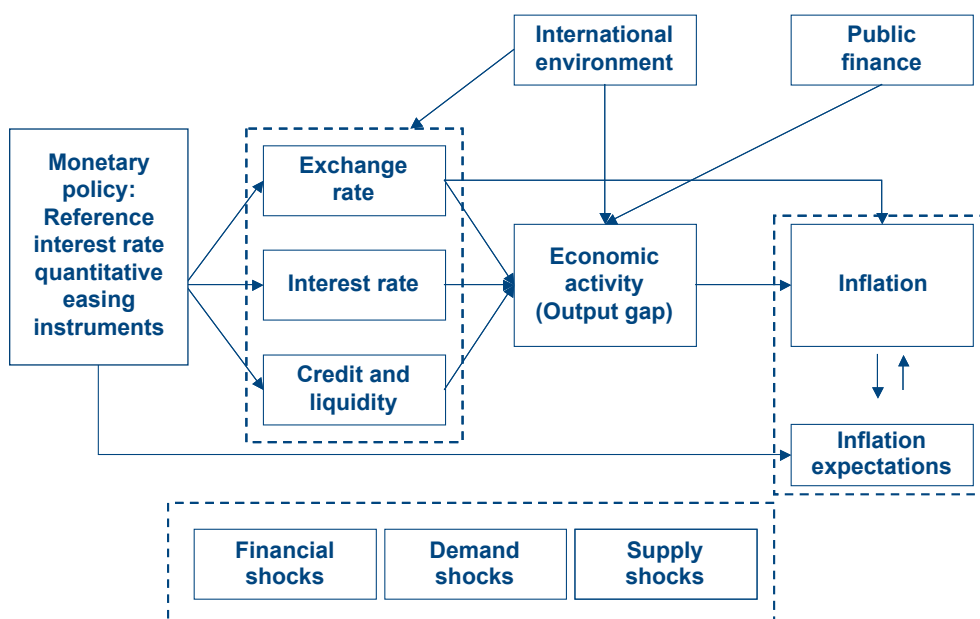 International
environment
Public
finance
Monetary
policy:
Reference
interest rate
quantitative
easing
instruments
Exchange
rate
Interest rate
Credit and
liquidity
Economic
activity
(Output gap)
Inflation
Inflation
expectations
Financial
shocks
Demand
shocks
Supply
shocks